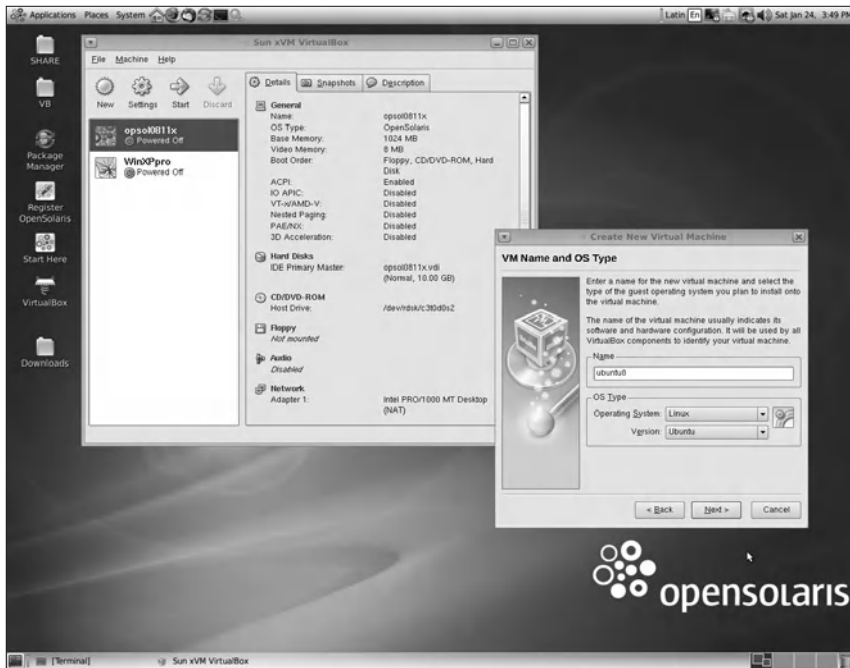 Applications Places System
Latin En Sat Jan 24, 3:49 PM
SHARE
VB
Package
Manager
Register
OpenSolaris
Start Here
VirtualBox
Downloads
Sun xVM VirtualBox
File Machine Help
New Settings Start Discard
opsol0811x
Powered Off
WinXPpro
Powered Off
Details Snapshots Description
General
Name: opsol0811x
OS Type: OpenSolaris
Base Memory: 1024 MB
Video Memory: 8 MB
Boot Order: Floppy, CD/DVD-ROM, Hard
Disk
ACPI: Enabled
IO APIC: Disabled
VT-x/AMD-V: Disabled
Nested Paging: Disabled
PAE/NX: Disabled
3D Acceleration: Disabled
Hard Disks
IDE Primary Master: opsol0811x.vdi
(Normal, 10.00 GB)
CD/DVD-ROM
Host Drive: /dev/rdsk/c3t0d0s2
Floppy
Not mounted
Audio
Disabled
Network
Adapter 1: Intel PRO/1000 MT Desktop
(NAT)
Create New Virtual Machine
VM Name and OS Type
Enter a name for the new virtual machine and select the
type of the guest operating system you plan to install onto
the virtual machine.
The name of the virtual machine usually indicates its
software and hardware configuration. It will be used by all
VirtualBox components to identify your virtual machine.
Name
ubuntu8
OS Type
Operating System: Linux
Version: Ubuntu
< Back Next > Cancel
opensolaris
[Terminal] Sun xVM VirtualBox